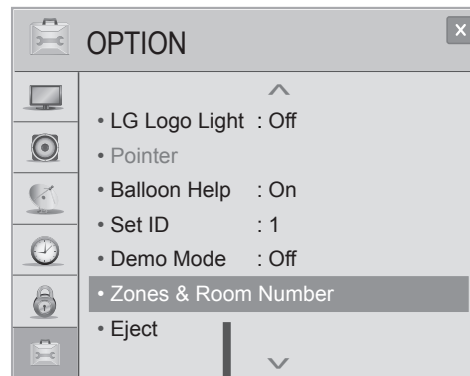 OPTION
X
• LG Logo Light : Off
• Pointer
• Balloon Help : On
• Set ID : 1
• Demo Mode : Off
• Zones & Room Number
• Eject